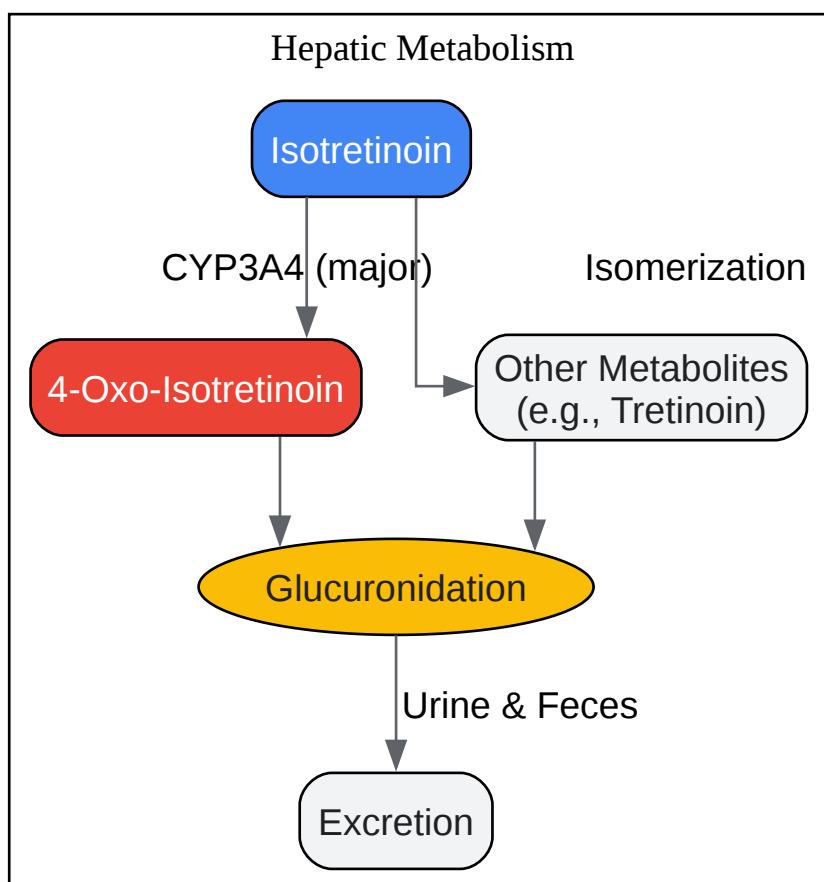 Hepatic Metabolism
Isotretinoin
CYP3A4 (major)
Isomerization
4-Oxo-Isotretinoin
Other Metabolites
(e.g., Tretinoin)
Glucuronidation
Urine & Feces
Excretion